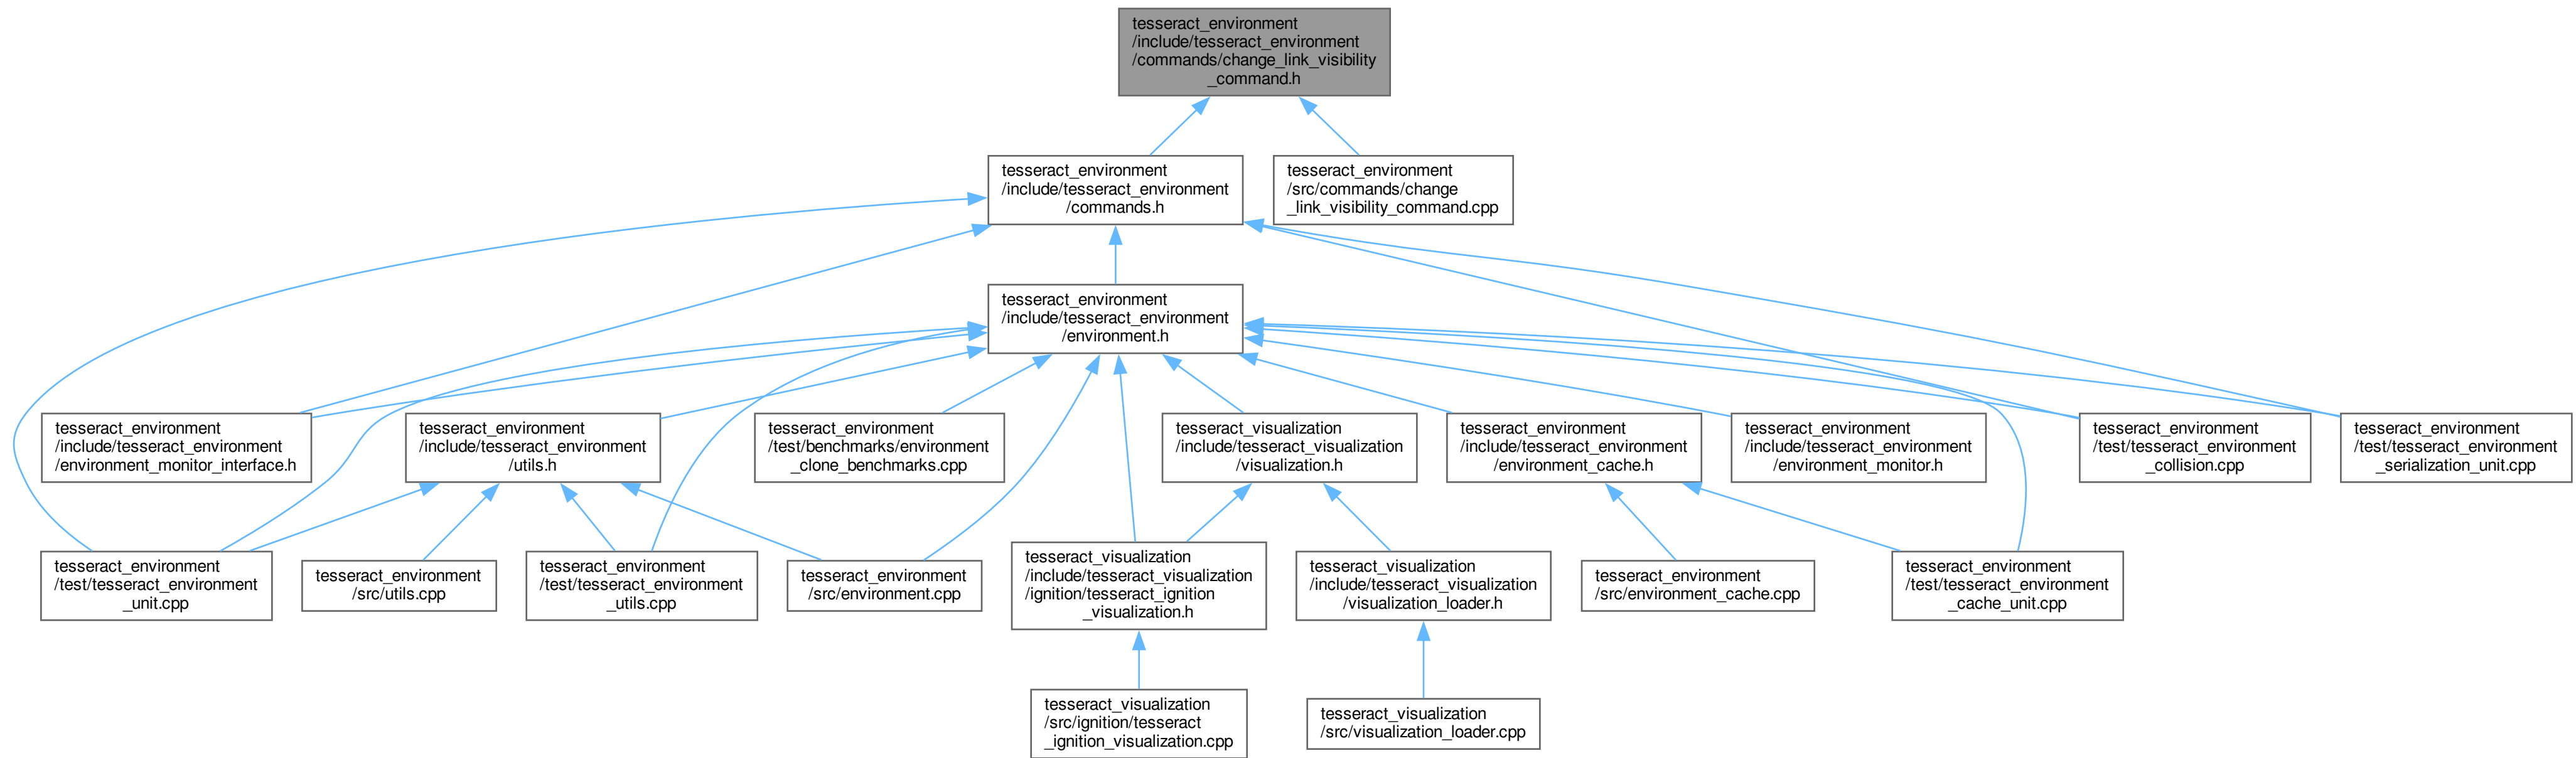 tesseract_environment
/include/tesseract_environment
/commands/change_link_visibility
_command.h
tesseract_environment
/include/tesseract_environment
/commands.h
tesseract_environment
/src/commands/change
_link_visibility_command.cpp
tesseract_environment
/include/tesseract_environment
/environment.h
tesseract_environment
/include/tesseract_environment
/environment_monitor_interface.h
tesseract_environment
/include/tesseract_environment
/utils.h
tesseract_environment
/test/benchmarks/environment
_clone_benchmarks.cpp
tesseract_visualization
/include/tesseract_visualization
/visualization.h
tesseract_environment
/include/tesseract_environment
/environment_cache.h
tesseract_environment
/include/tesseract_environment
/environment_monitor.h
tesseract_environment
/test/tesseract_environment
_collision.cpp
tesseract_environment
/test/tesseract_environment
_serialization_unit.cpp
tesseract_environment
/test/tesseract_environment
_unit.cpp
tesseract_environment
/src/utils.cpp
tesseract_environment
/test/tesseract_environment
_utils.cpp
tesseract_environment
/src/environment.cpp
tesseract_visualization
/include/tesseract_visualization
/ignition/tesseract_ignition
_visualization.h
tesseract_visualization
/include/tesseract_visualization
/visualization_loader.h
tesseract_environment
/src/environment_cache.cpp
tesseract_environment
/test/tesseract_environment
_cache_unit.cpp
tesseract_visualization
/src/ignition/tesseract
_ignition_visualization.cpp
tesseract_visualization
/src/visualization_loader.cpp